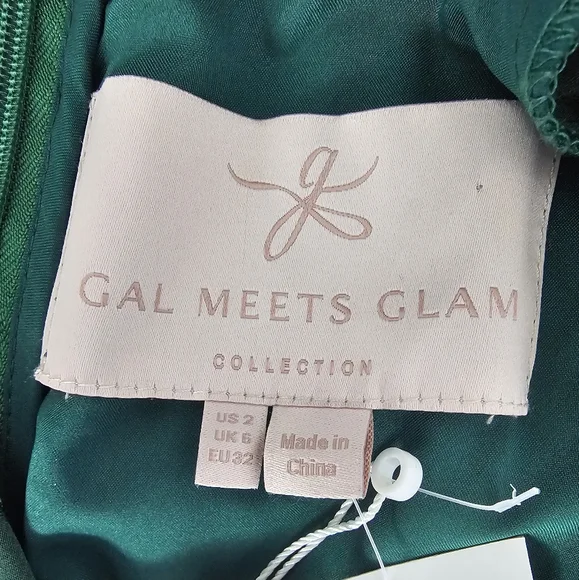 g
GAL MEETS GLAM
COLLECTION
US 2
UK 6
EU 32
Made in
China